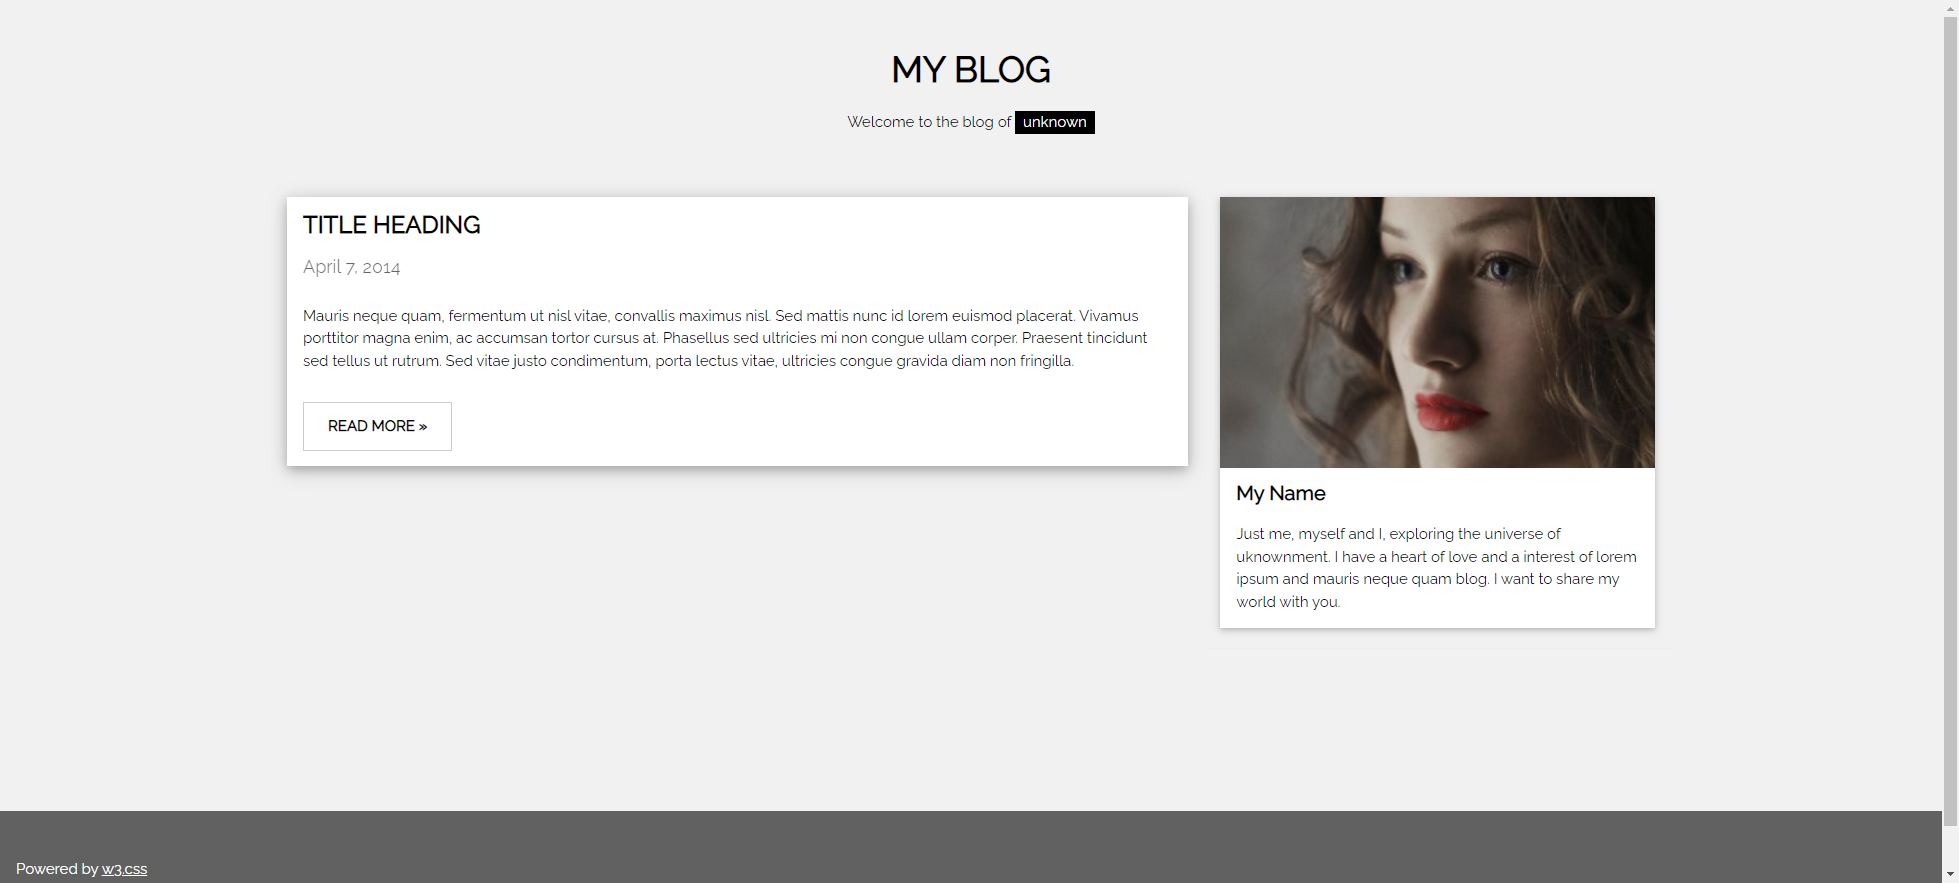 MY BLOG
Welcome to the blog of unknown
TITLE HEADING
April 7, 2014
Mauris neque quam, fermentum ut nisl vitae, convallis maximus nisl. Sed mattis nunc id lorem euismod placerat. Vivamus
porttitor magna enim, ac accumsan tortor cursus at. Phasellus sed ultricies mi non congue ullam corper. Praesent tincidunt
sed tellus ut rutrum. Sed vitae justo condimentum, porta lectus vitae, ultricies congue gravida diam non fringilla.
READ MORE »
My Name
Just me, myself and I, exploring the universe of
uknownment. I have a heart of love and a interest of lorem
ipsum and mauris neque quam blog. I want to share my
world with you.
Powered by w3.css